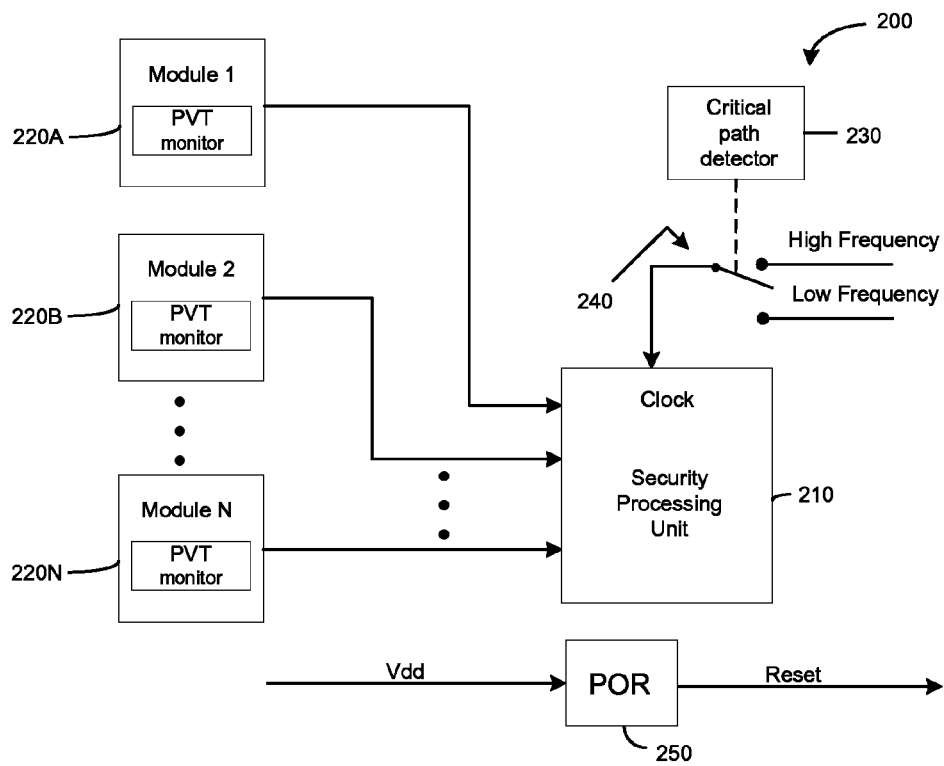 200
Module 1
PVT
monitor
220A
Critical
path
detector
230
Module 2
PVT
monitor
220B
240
High Frequency
Low Frequency
Clock
Security
Processing
Unit
210
Module N
PVT
monitor
220N
Vdd
POR
Reset
250